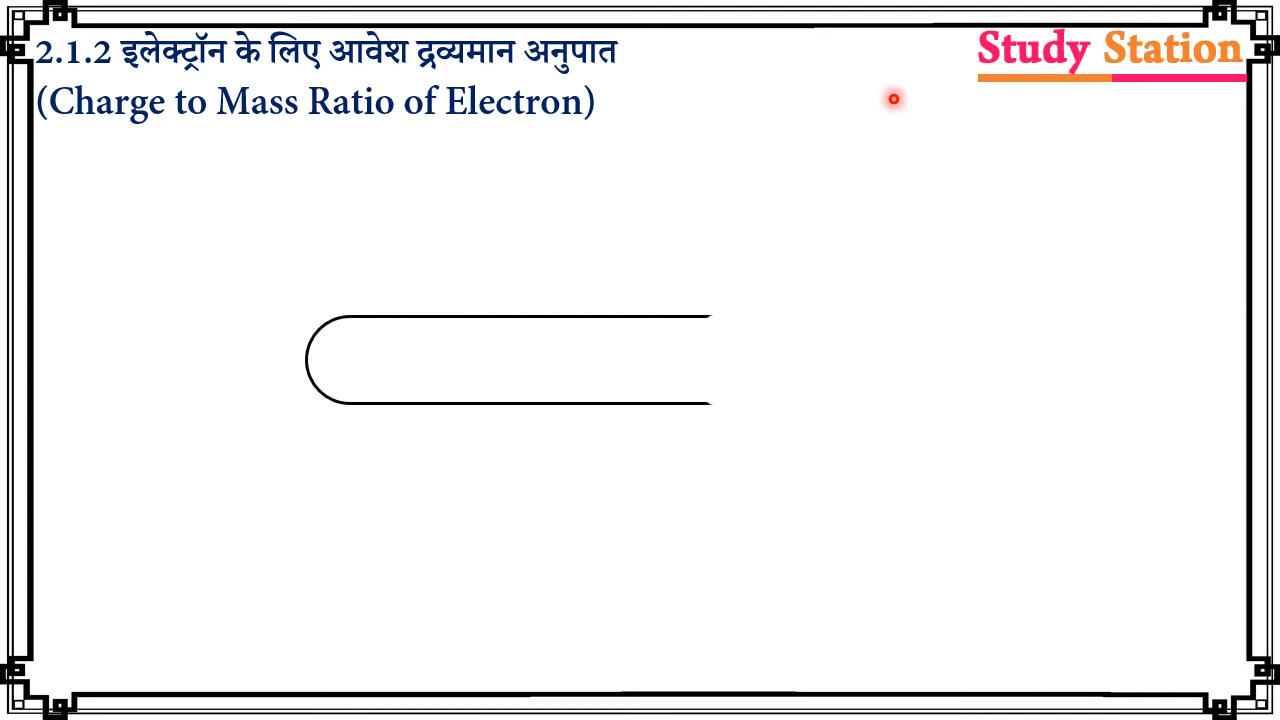 2.1.2 इलेक्ट्रॉन के लिए आवेश द्रव्यमान अनुपात
(Charge to Mass Ratio of Electron)
Study Station